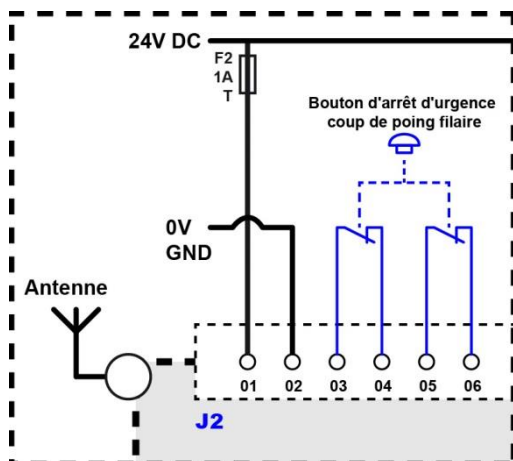 24V DC
F2
1A
T
Bouton d'arrêt d'urgence
coup de poing filaire
0V
GND
Antenne
01 02 03 04 05 06
J2